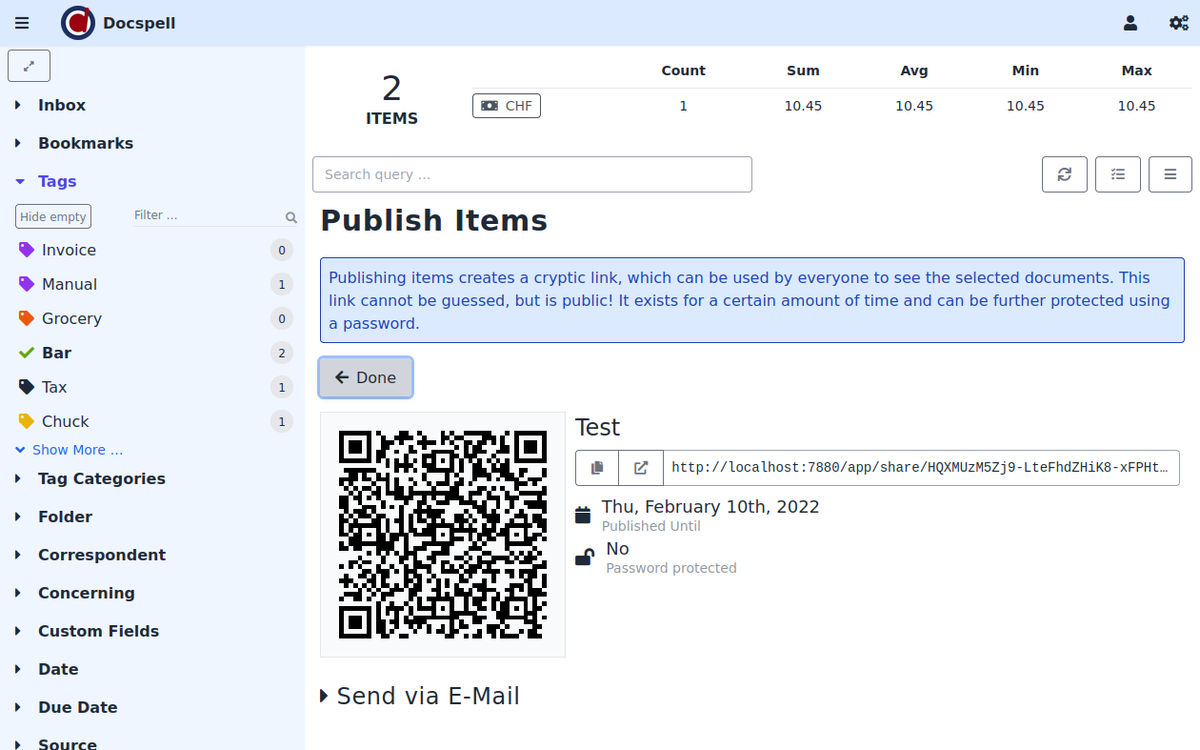 Docspell
Inbox
Bookmarks
Tags
Hide empty
Filter ...
Invoice 0
Manual 1
Grocery 0
Bar 2
Tax 1
Chuck 1
Show More ...
Tag Categories
Folder
Correspondent
Concerning
Custom Fields
Date
Due Date
Source
2
ITEMS
Count Sum Avg Min Max
CHF 1 10.45 10.45 10.45 10.45
Search query ...
Publish Items
Publishing items creates a cryptic link, which can be used by everyone to see the selected documents. This
link cannot be guessed, but is public! It exists for a certain amount of time and can be further protected using
a password.
Done
Test
http://localhost:7880/app/share/HQXMUzM5Zj9-LteFhdZHiK8-xFPHt…
Thu, February 10th, 2022
Published Until
No
Password protected
Send via E-Mail